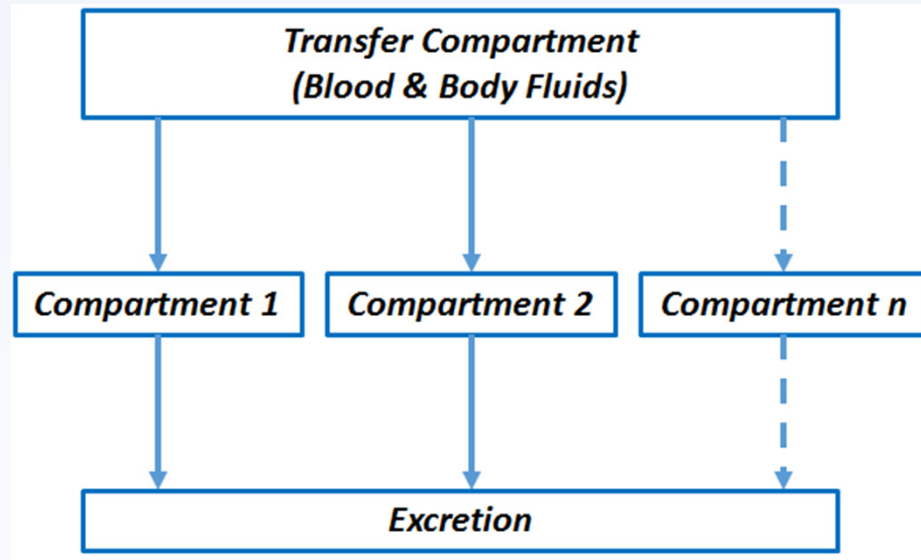 Transfer Compartment
(Blood & Body Fluids)
Compartment 1
Compartment 2
Compartment n
Excretion